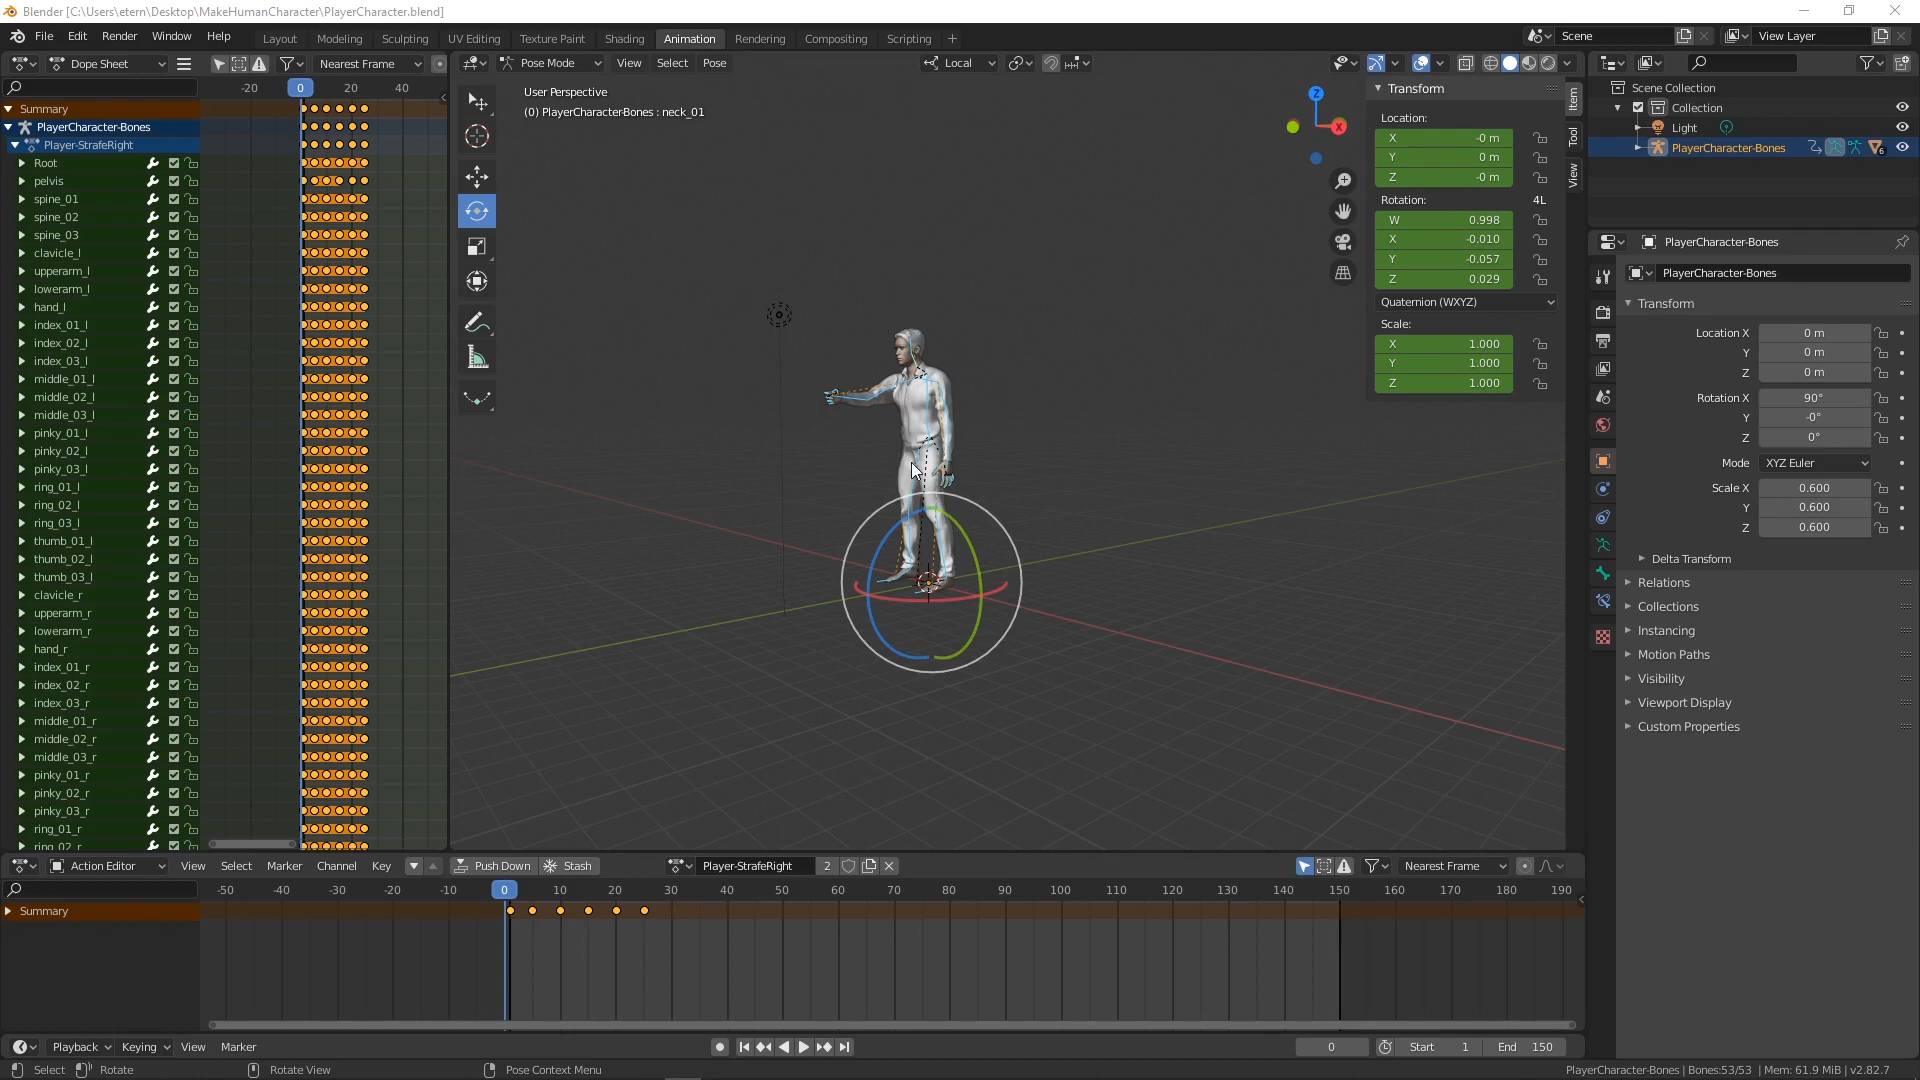 Blender [C:\Users\etern\Desktop\MakeHumanCharacter\PlayerCharacter.blend]
File Edit Render Window Help Layout Modeling Sculpting UV Editing Texture Paint Shading Animation Rendering Compositing Scripting + Scene View Layer
Dope Sheet Nearest Frame Pose Mode View Select Pose Local
-20 0 20 40
Summary
PlayerCharacter-Bones
Player-StrafeRight
Root
pelvis
spine_01
spine_02
spine_03
clavicle_l
upperarm_l
lowerarm_l
hand_l
index_01_l
index_02_l
index_03_l
middle_01_l
middle_02_l
middle_03_l
pinky_01_l
pinky_02_l
pinky_03_l
ring_01_l
ring_02_l
ring_03_l
thumb_01_l
thumb_02_l
thumb_03_l
clavicle_r
upperarm_r
lowerarm_r
hand_r
index_01_r
index_02_r
index_03_r
middle_01_r
middle_02_r
middle_03_r
pinky_01_r
pinky_02_r
pinky_03_r
ring_01_r
ring_02_r
User Perspective
(0) PlayerCharacter-Bones : neck_01
Z
X
Transform
Location:
X -0 m
Y 0 m
Z -0 m
Rotation: 4L
W 0.998
X -0.010
Y -0.057
Z 0.029
Quaternion (WXYZ)
Scale:
X 1.000
Y 1.000
Z 1.000
Item
Tool
View
Scene Collection
Collection
Light
PlayerCharacter-Bones 6
PlayerCharacter-Bones
PlayerCharacter-Bones
Transform
Location X 0 m
Y 0 m
Z 0 m
Rotation X 90°
Y -0°
Z 0°
Mode XYZ Euler
Scale X 0.600
Y 0.600
Z 0.600
Delta Transform
Relations
Collections
Instancing
Motion Paths
Visibility
Viewport Display
Custom Properties
Action Editor View Select Marker Channel Key Push Down Stash Player-StrafeRight 2 Nearest Frame
-50 -40 -30 -20 -10 0 10 20 30 40 50 60 70 80 90 100 110 120 130 140 150 160 170 180 190
Summary
Playback Keying View Marker 0 Start 1 End 150
Select Rotate Rotate View Pose Context Menu PlayerCharacter-Bones | Bones:53/53 | Mem: 61.9 MiB | v2.82.7